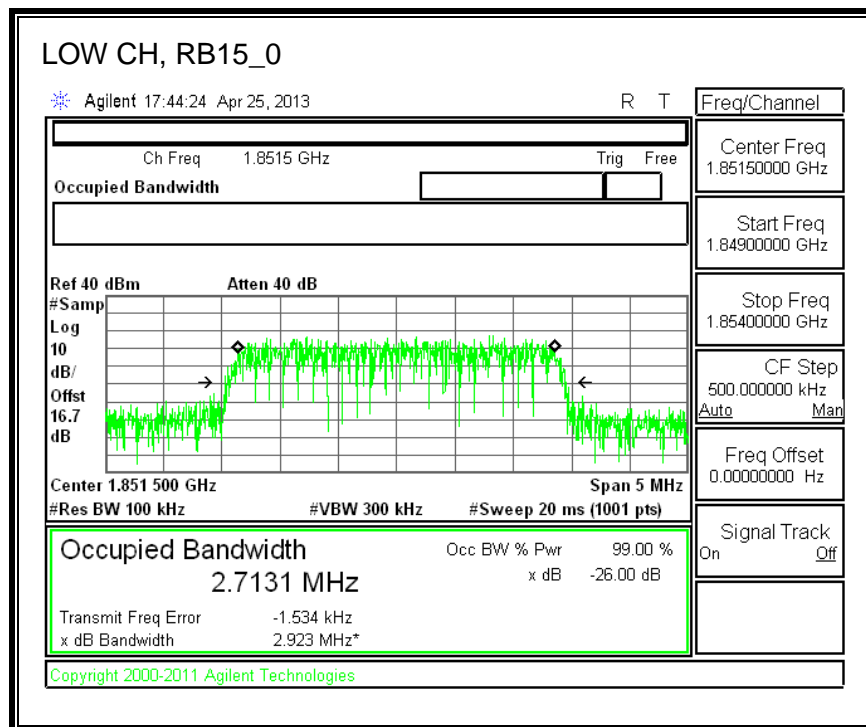 LOW CH, RB15_0
Agilent 17:44:24 Apr 25, 2013 R T
Freq/Channel
Ch Freq 1.8515 GHz Trig Free
Occupied Bandwidth
Center Freq
1.85150000 GHz
Start Freq
1.84900000 GHz
Stop Freq
1.85400000 GHz
CF Step
500.000000 kHz
Auto Man
Freq Offset
0.00000000 Hz
Signal Track
On Off
Ref 40 dBm Atten 40 dB
#Samp
Log
10
dB/
Offst
16.7
dB
Center 1.851 500 GHz Span 5 MHz
#Res BW 100 kHz #VBW 300 kHz #Sweep 20 ms (1001 pts)
Occupied Bandwidth
2.7131 MHz
Occ BW % Pwr 99.00 %
x dB -26.00 dB
Transmit Freq Error -1.534 kHz
x dB Bandwidth 2.923 MHz*
Copyright 2000-2011 Agilent Technologies